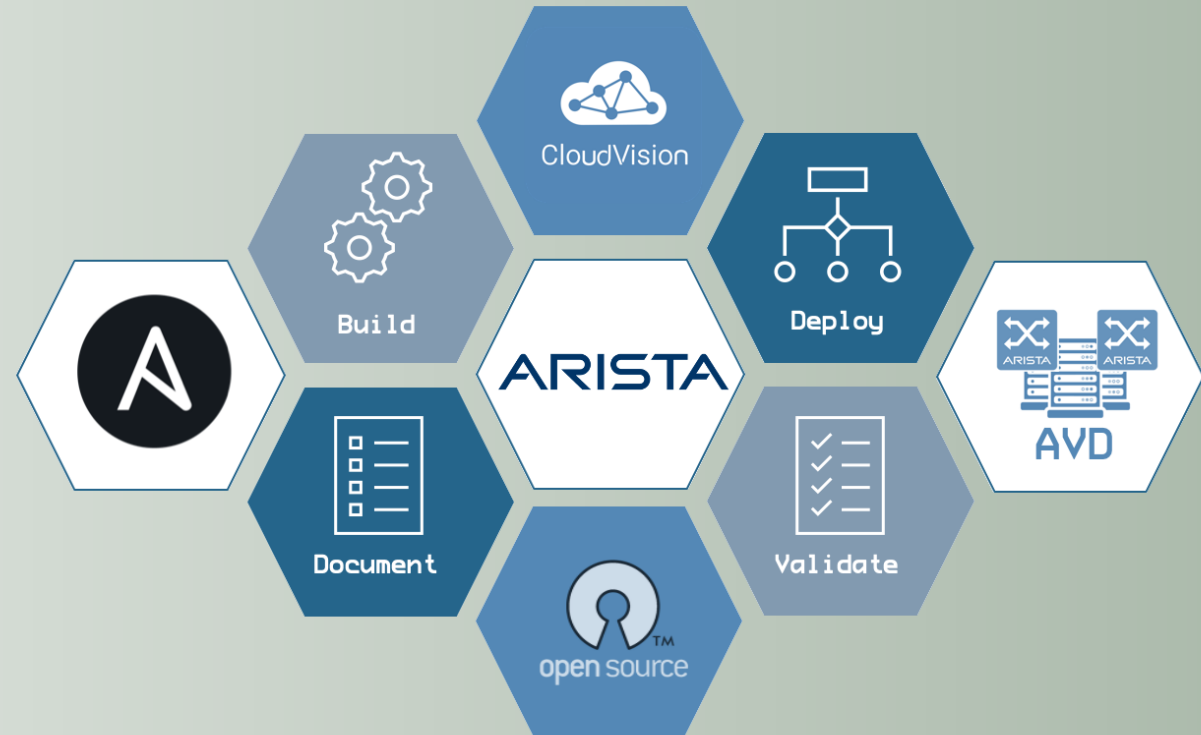 CloudVision
Build
Deploy
ARISTA
ARISTA
ARISTA
AVD
Document
Validate
TM
open source